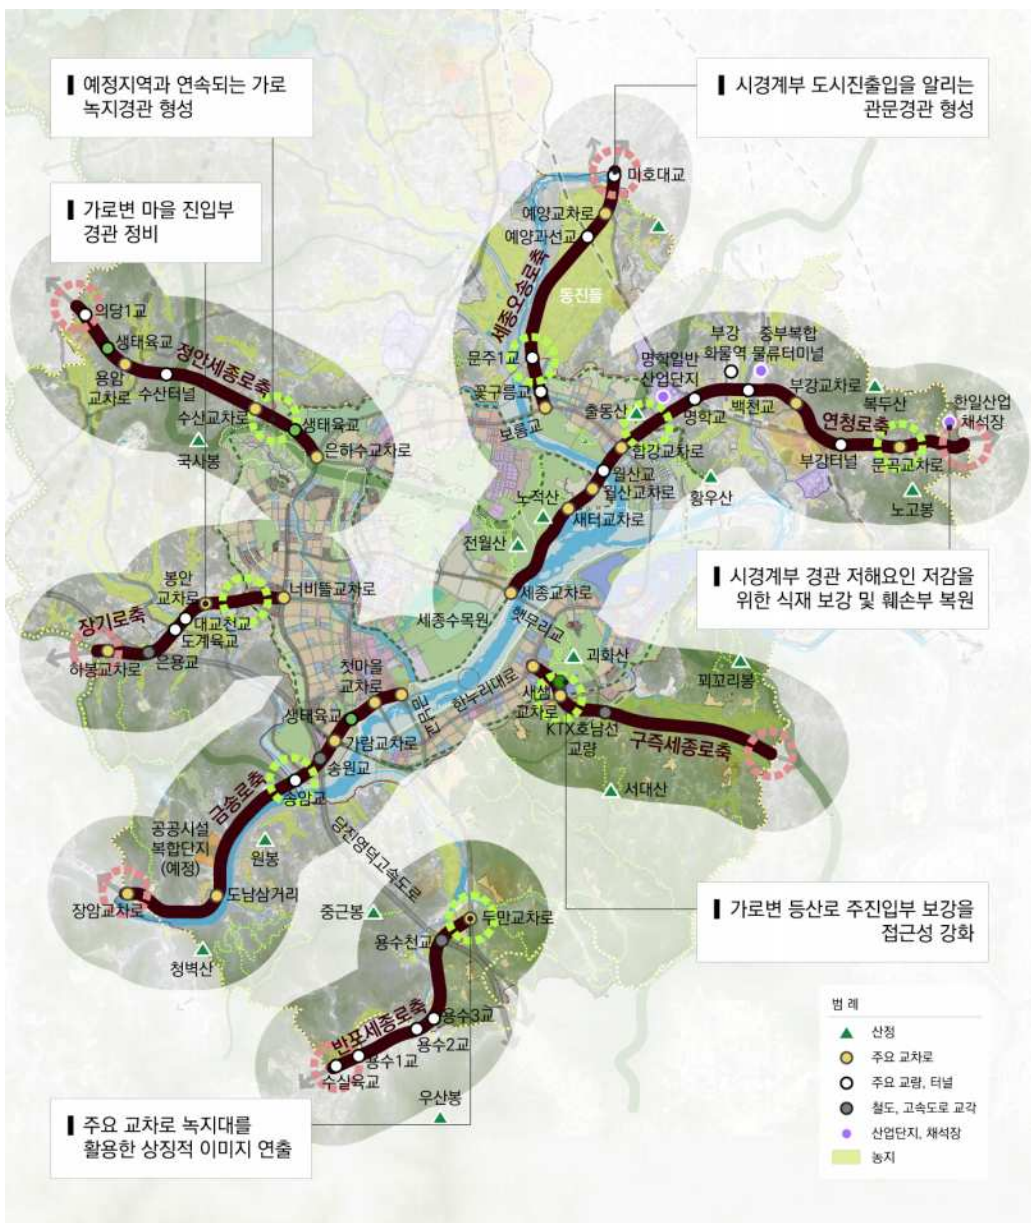 예정지역과 연속되는 가로
녹지경관 형성
시경계부 도시진출입을 알리는
관문경관 형성
가로변 마을 진입부
경관 정비
미호대교
예양교차로
예양과선교
세종오송로축
동진들
문주1교
꽃구름교
보롬교
의당1교
생태육교
용암
교차로
정안세종로축
수산터널
수산교차로
생태육교
국사봉
은하수교차로
부강
화물역
중부복합
물류터미널
명학일반
산업단지
부강교차로
복두산
한일산업
채석장
출동산
명학교
백천교
연청로축
합강교차로
부강터널
문곡교차로
월산교
월산교차로
황우산
노고봉
노적산
새터교차로
전월산
봉안
교차로
너비뜰교차로
대교천교
도계육교
장기로축
하봉교차로
은용교
세종교차로
세종수목원
햇무리교
시경계부 경관 저해요인 저감을
위한 식재 보강 및 훼손부 복원
괴화산
꾀꼬리봉
첫마을
교차로
한누리대로
새샘
교차로
생태육교
금남교
KTX호남선
교량
구즉세종로축
가람교차로
송원교
송암교
금송로축
서대산
공공시설
복합단지
(예정)
원봉
당진영덕고속도로
장암교차로
도남삼거리
중근봉
두만교차로
용수천교
청벽산
가로변 등산로 주진입부 보강을
접근성 강화
반포세종로축
용수3교
용수2교
용수1교
수실육교
우산봉
주요 교차로 녹지대를
활용한 상징적 이미지 연출
범 례
산정
주요 교차로
주요 교량, 터널
철도, 고속도로 교각
산업단지, 채석장
농지